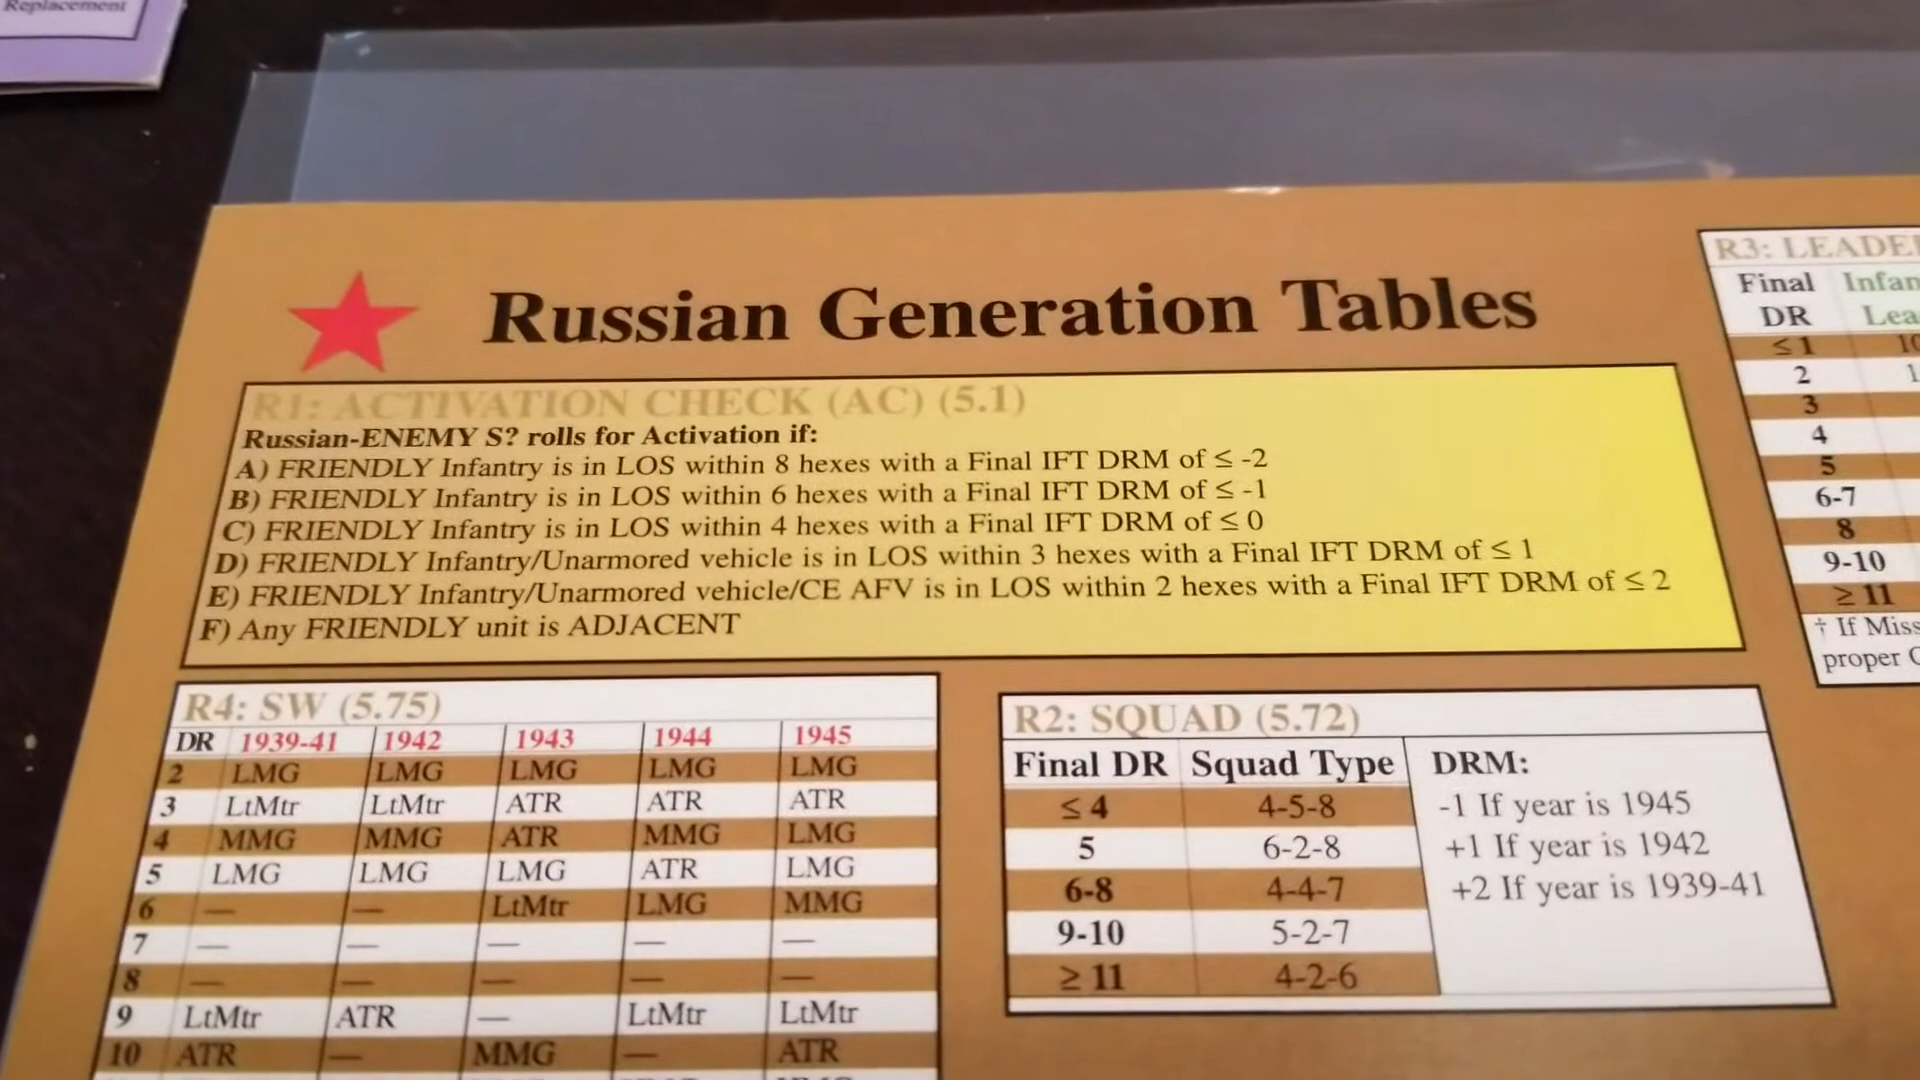 Replacement
Russian Generation Tables
R1: ACTIVATION CHECK (AC) (5.1)
Russian-ENEMY S? rolls for Activation if:
A) FRIENDLY Infantry is in LOS within 8 hexes with a Final IFT DRM of ≤ -2
B) FRIENDLY Infantry is in LOS within 6 hexes with a Final IFT DRM of ≤ -1
C) FRIENDLY Infantry is in LOS within 4 hexes with a Final IFT DRM of ≤ 0
D) FRIENDLY Infantry/Unarmored vehicle is in LOS within 3 hexes with a Final IFT DRM of ≤ 1
E) FRIENDLY Infantry/Unarmored vehicle/CE AFV is in LOS within 2 hexes with a Final IFT DRM of ≤ 2
F) Any FRIENDLY unit is ADJACENT
R4: SW (5.75)
DR 1939-41 1942 1943 1944 1945
2 LMG LMG LMG LMG LMG
3 LtMtr LtMtr ATR ATR ATR
4 MMG MMG ATR MMG LMG
5 LMG LMG LMG ATR LMG
6 — — LtMtr LMG MMG
7 — — — — —
8 — — — — —
9 LtMtr ATR — LtMtr LtMtr
10 ATR — MMG — ATR
R2: SQUAD (5.72)
Final DR Squad Type DRM:
≤ 4 4-5-8 -1 If year is 1945
5 6-2-8 +1 If year is 1942
6-8 4-4-7 +2 If year is 1939-41
9-10 5-2-7
≥ 11 4-2-6
R3: LEADE
Final Infan
DR Lea
≤ 1 10
2 1
3
4
5
6-7
8
9-10
≥ 11
† If Miss
proper